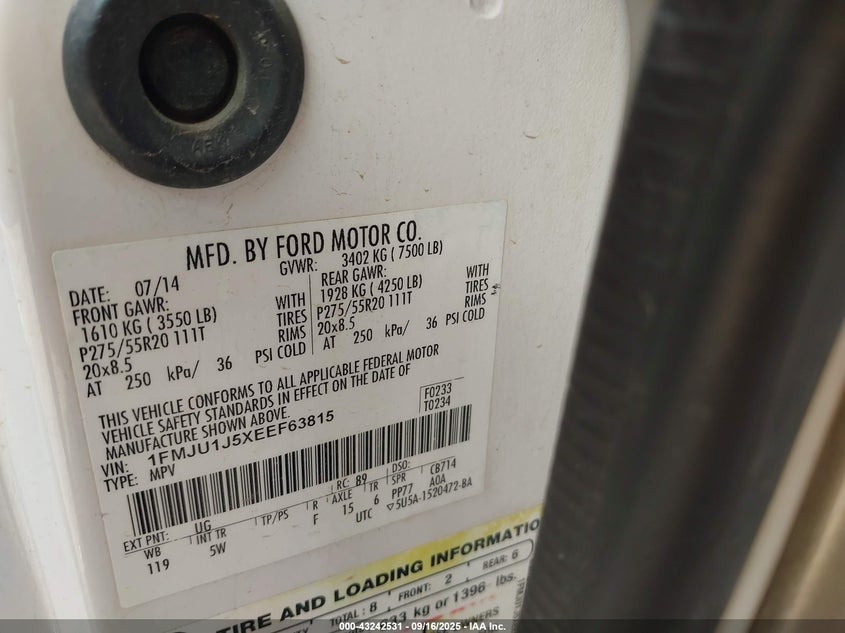 MFD. BY FORD MOTOR CO.
DATE: 07/14
GVWR: 3402 KG ( 7500 LB)
FRONT GAWR:
1610 KG ( 3550 LB)
WITH
P275/55R20 111T
TIRES
20x8.5
RIMS
AT 250 kPa/ 36 PSI COLD
REAR GAWR:
1928 KG ( 4250 LB)
WITH
P275/55R20 111T
TIRES
20x8.5
RIMS
AT 250 kPa/ 36 PSI COLD
THIS VEHICLE CONFORMS TO ALL APPLICABLE FEDERAL MOTOR
VEHICLE SAFETY STANDARDS IN EFFECT ON THE DATE OF
MANUFACTURE SHOWN ABOVE.
F0233
T0234
VIN: 1FMJU1J5XEEF63815
TYPE: MPV
EXT PNT: UG
RC: B9
DSO: CB714
WB
INT TR
TP/PS
R
AXLE
TR
SPR
119
5W
F
15
6
PP77
A0A
UTC
5U5A-1520472-BA
TIRE AND LOADING INFORMATION
TOTAL: 8
FRONT: 2
REAR: 6
kg or 1396 lbs.
000-43242531 - 09/16/2025 - IAA Inc.